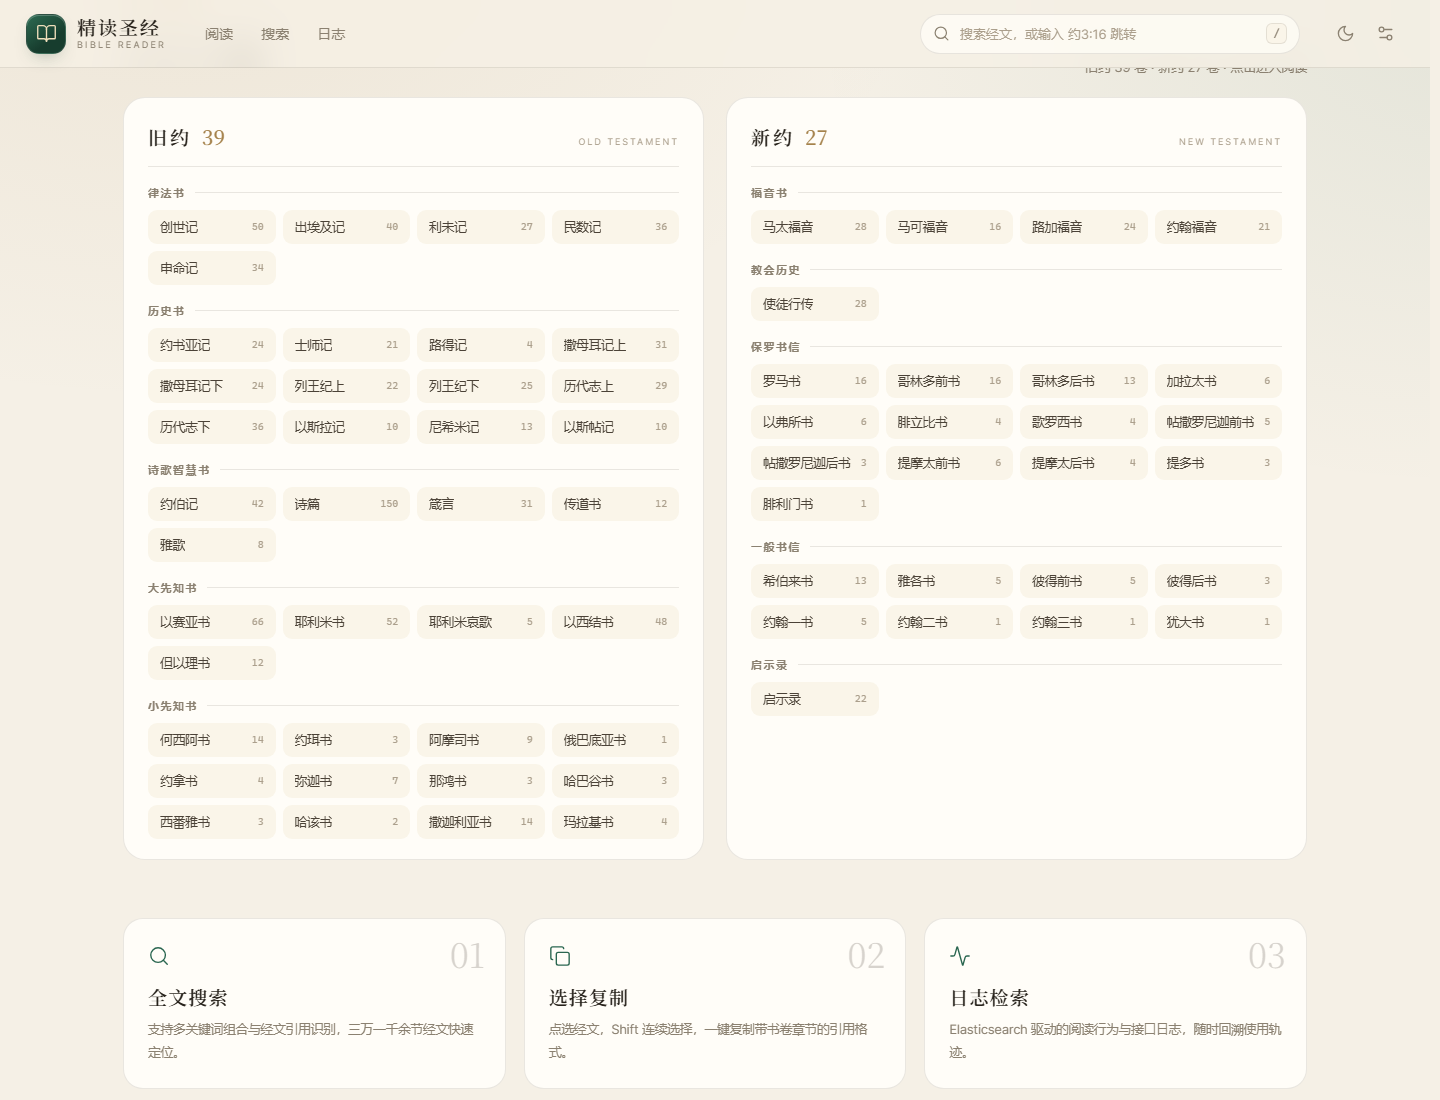 精读圣经
BIBLE READER
阅读 搜索 日志
搜索经文，或输入 约3:16 跳转 /
旧约 39 卷 · 新约 27 卷 · 点击进入阅读
旧约 39 OLD TESTAMENT
律法书
创世记 50 出埃及记 40 利未记 27 民数记 36
申命记 34
历史书
约书亚记 24 士师记 21 路得记 4 撒母耳记上 31
撒母耳记下 24 列王纪上 22 列王纪下 25 历代志上 29
历代志下 36 以斯拉记 10 尼希米记 13 以斯帖记 10
诗歌智慧书
约伯记 42 诗篇 150 箴言 31 传道书 12
雅歌 8
大先知书
以赛亚书 66 耶利米书 52 耶利米哀歌 5 以西结书 48
但以理书 12
小先知书
何西阿书 14 约珥书 3 阿摩司书 9 俄巴底亚书 1
约拿书 4 弥迦书 7 那鸿书 3 哈巴谷书 3
西番雅书 3 哈该书 2 撒迦利亚书 14 玛拉基书 4
新约 27 NEW TESTAMENT
福音书
马太福音 28 马可福音 16 路加福音 24 约翰福音 21
教会历史
使徒行传 28
保罗书信
罗马书 16 哥林多前书 16 哥林多后书 13 加拉太书 6
以弗所书 6 腓立比书 4 歌罗西书 4 帖撒罗尼迦前书 5
帖撒罗尼迦后书 3 提摩太前书 6 提摩太后书 4 提多书 3
腓利门书 1
一般书信
希伯来书 13 雅各书 5 彼得前书 5 彼得后书 3
约翰一书 5 约翰二书 1 约翰三书 1 犹大书 1
启示录
启示录 22
01
全文搜索
支持多关键词组合与经文引用识别，三万一千余节经文快速
定位。
02
选择复制
点选经文，Shift 连续选择，一键复制带书卷章节的引用格
式。
03
日志检索
Elasticsearch 驱动的阅读行为与接口日志，随时回溯使用轨
迹。